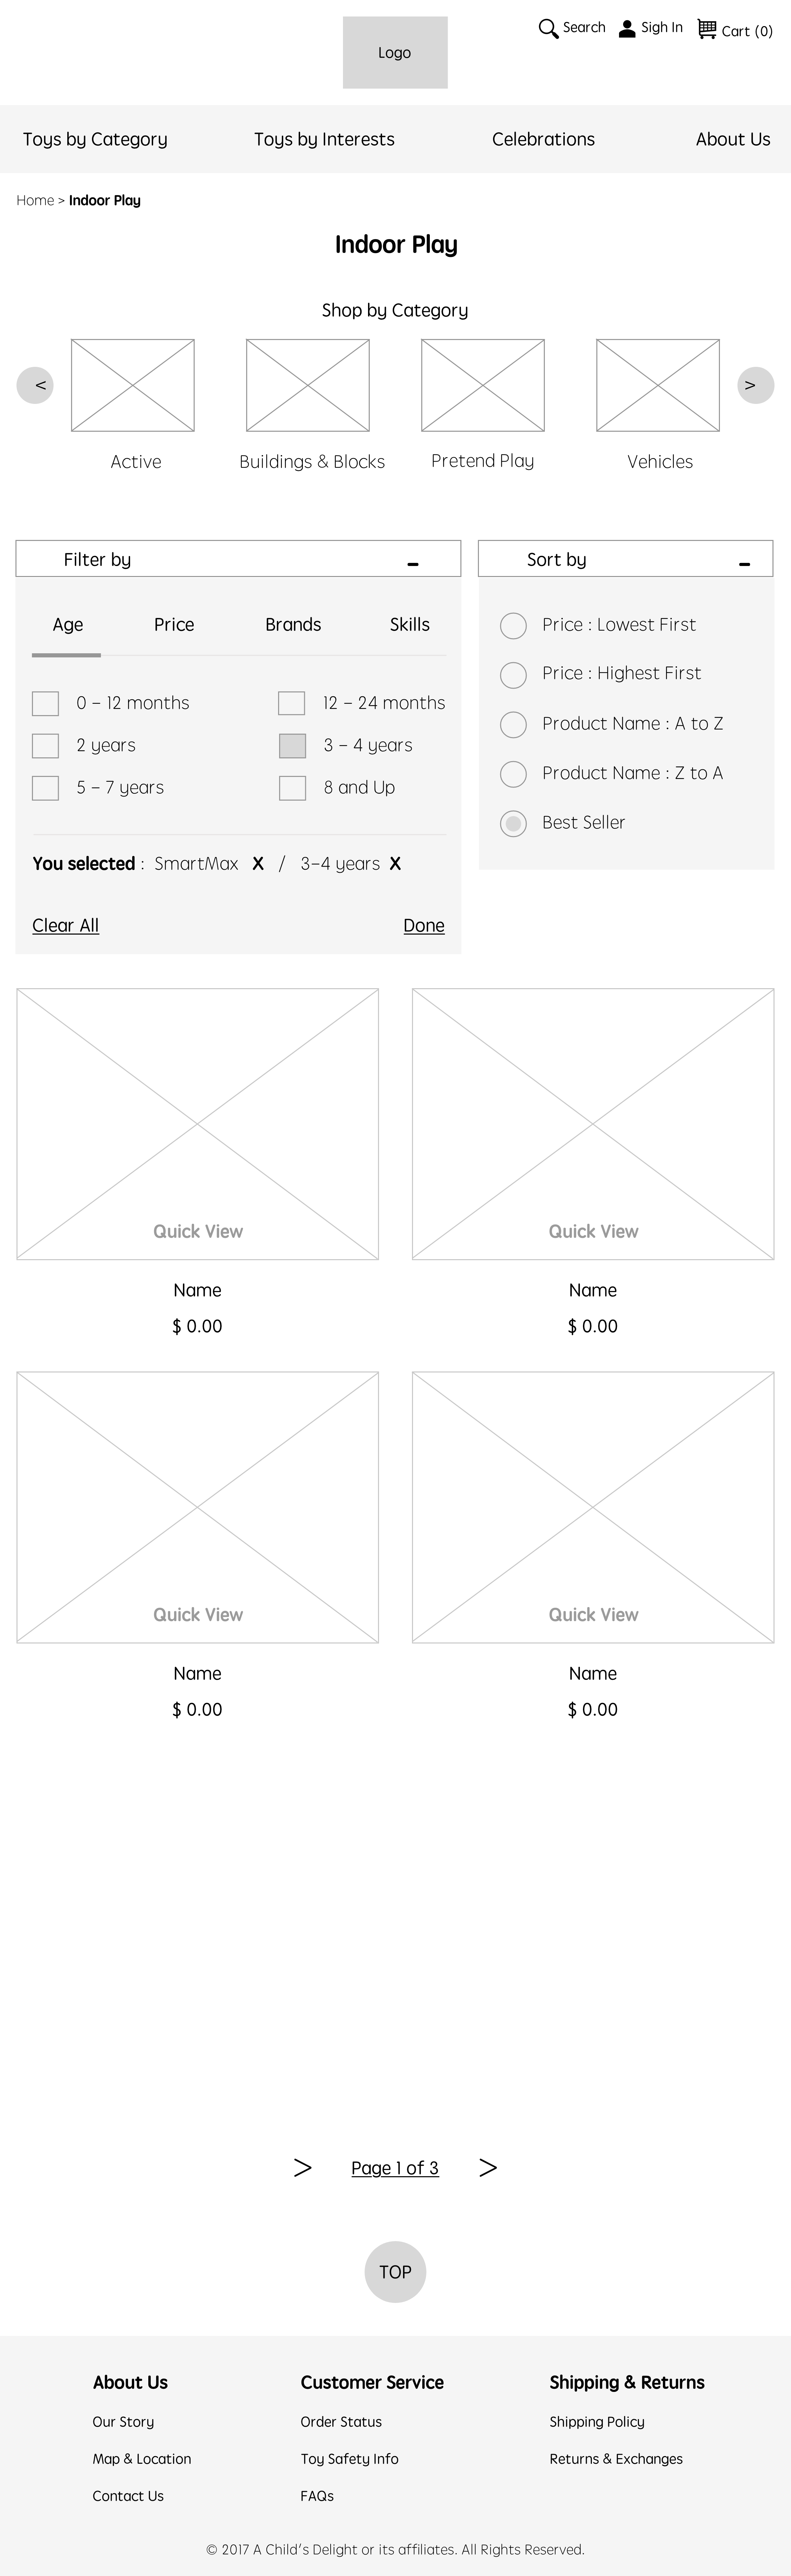 Logo
Search Sigh In Cart (0)
Toys by Category Toys by Interests Celebrations About Us
Home > Indoor Play
Indoor Play
Shop by Category
< >
Active Buildings & Blocks Pretend Play Vehicles
Filter by -
Age Price Brands Skills
0 - 12 months 12 - 24 months
2 years 3 - 4 years
5 - 7 years 8 and Up
You selected : SmartMax X / 3-4 years X
Clear All Done
Sort by -
Price : Lowest First
Price : Highest First
Product Name : A to Z
Product Name : Z to A
Best Seller
Quick View Quick View
Name Name
$ 0.00 $ 0.00
Quick View Quick View
Name Name
$ 0.00 $ 0.00
> Page 1 of 3 >
TOP
About Us Customer Service Shipping & Returns
Our Story Order Status Shipping Policy
Map & Location Toy Safety Info Returns & Exchanges
Contact Us FAQs
© 2017 A Child's Delight or its affiliates. All Rights Reserved.